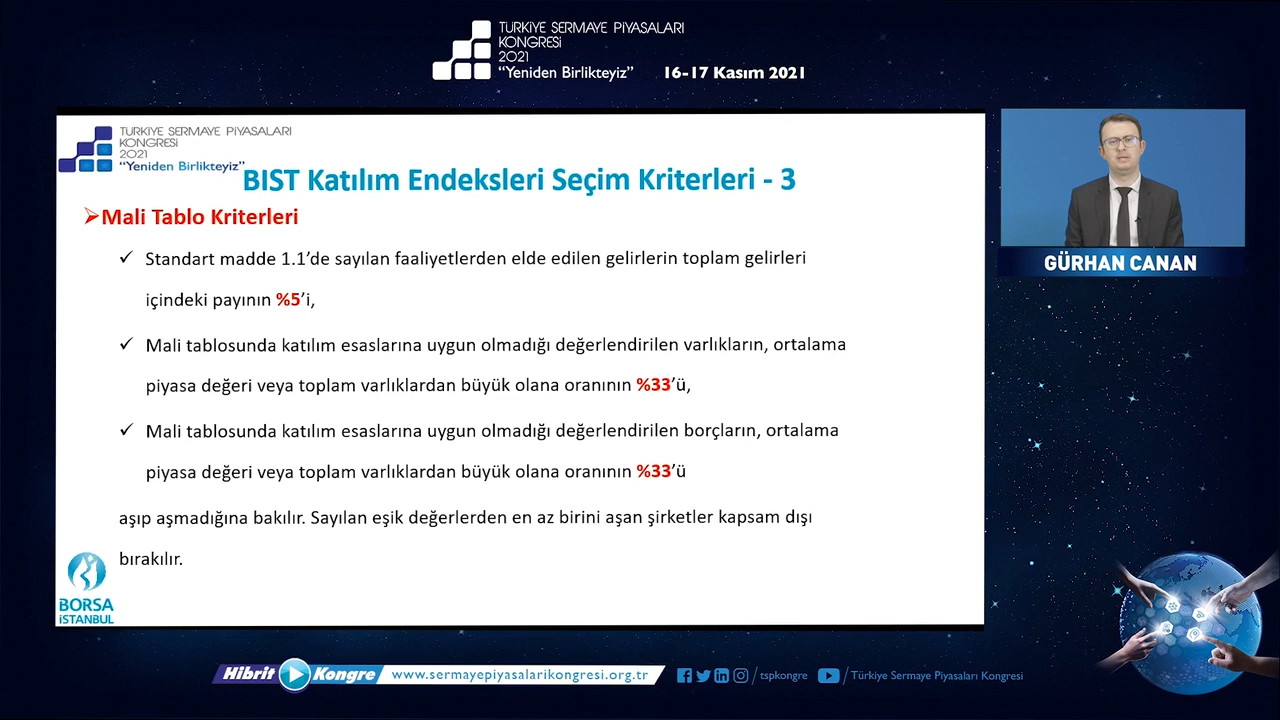 TÜRKİYE SERMAYE PİYASALARI
KONGRESİ
2021
“Yeniden Birlikteyiz”
16-17 Kasım 2021
TÜRKİYE SERMAYE PİYASALARI
KONGRESİ
2021
“Yeniden Birlikteyiz”
BIST Katılım Endeksleri Seçim Kriterleri - 3
➢Mali Tablo Kriterleri
✓ Standart madde 1.1’de sayılan faaliyetlerden elde edilen gelirlerin toplam gelirleri
içindeki payının %5’i,
✓ Mali tablosunda katılım esaslarına uygun olmadığı değerlendirilen varlıkların, ortalama
piyasa değeri veya toplam varlıklardan büyük olana oranının %33’ü,
✓ Mali tablosunda katılım esaslarına uygun olmadığı değerlendirilen borçların, ortalama
piyasa değeri veya toplam varlıklardan büyük olana oranının %33’ü
aşıp aşmadığına bakılır. Sayılan eşik değerlerden en az birini aşan şirketler kapsam dışı
bırakılır.
BORSA
İSTANBUL
GÜRHAN CANAN
Hibrit Kongre
www.sermayepiyasalarikongresi.org.tr
/tspkongre
/Türkiye Sermaye Piyasaları Kongresi